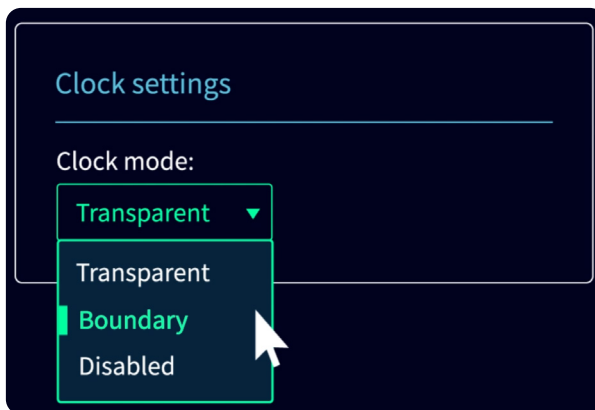 Clock settings
Clock mode:
Transparent
Transparent
Boundary
Disabled